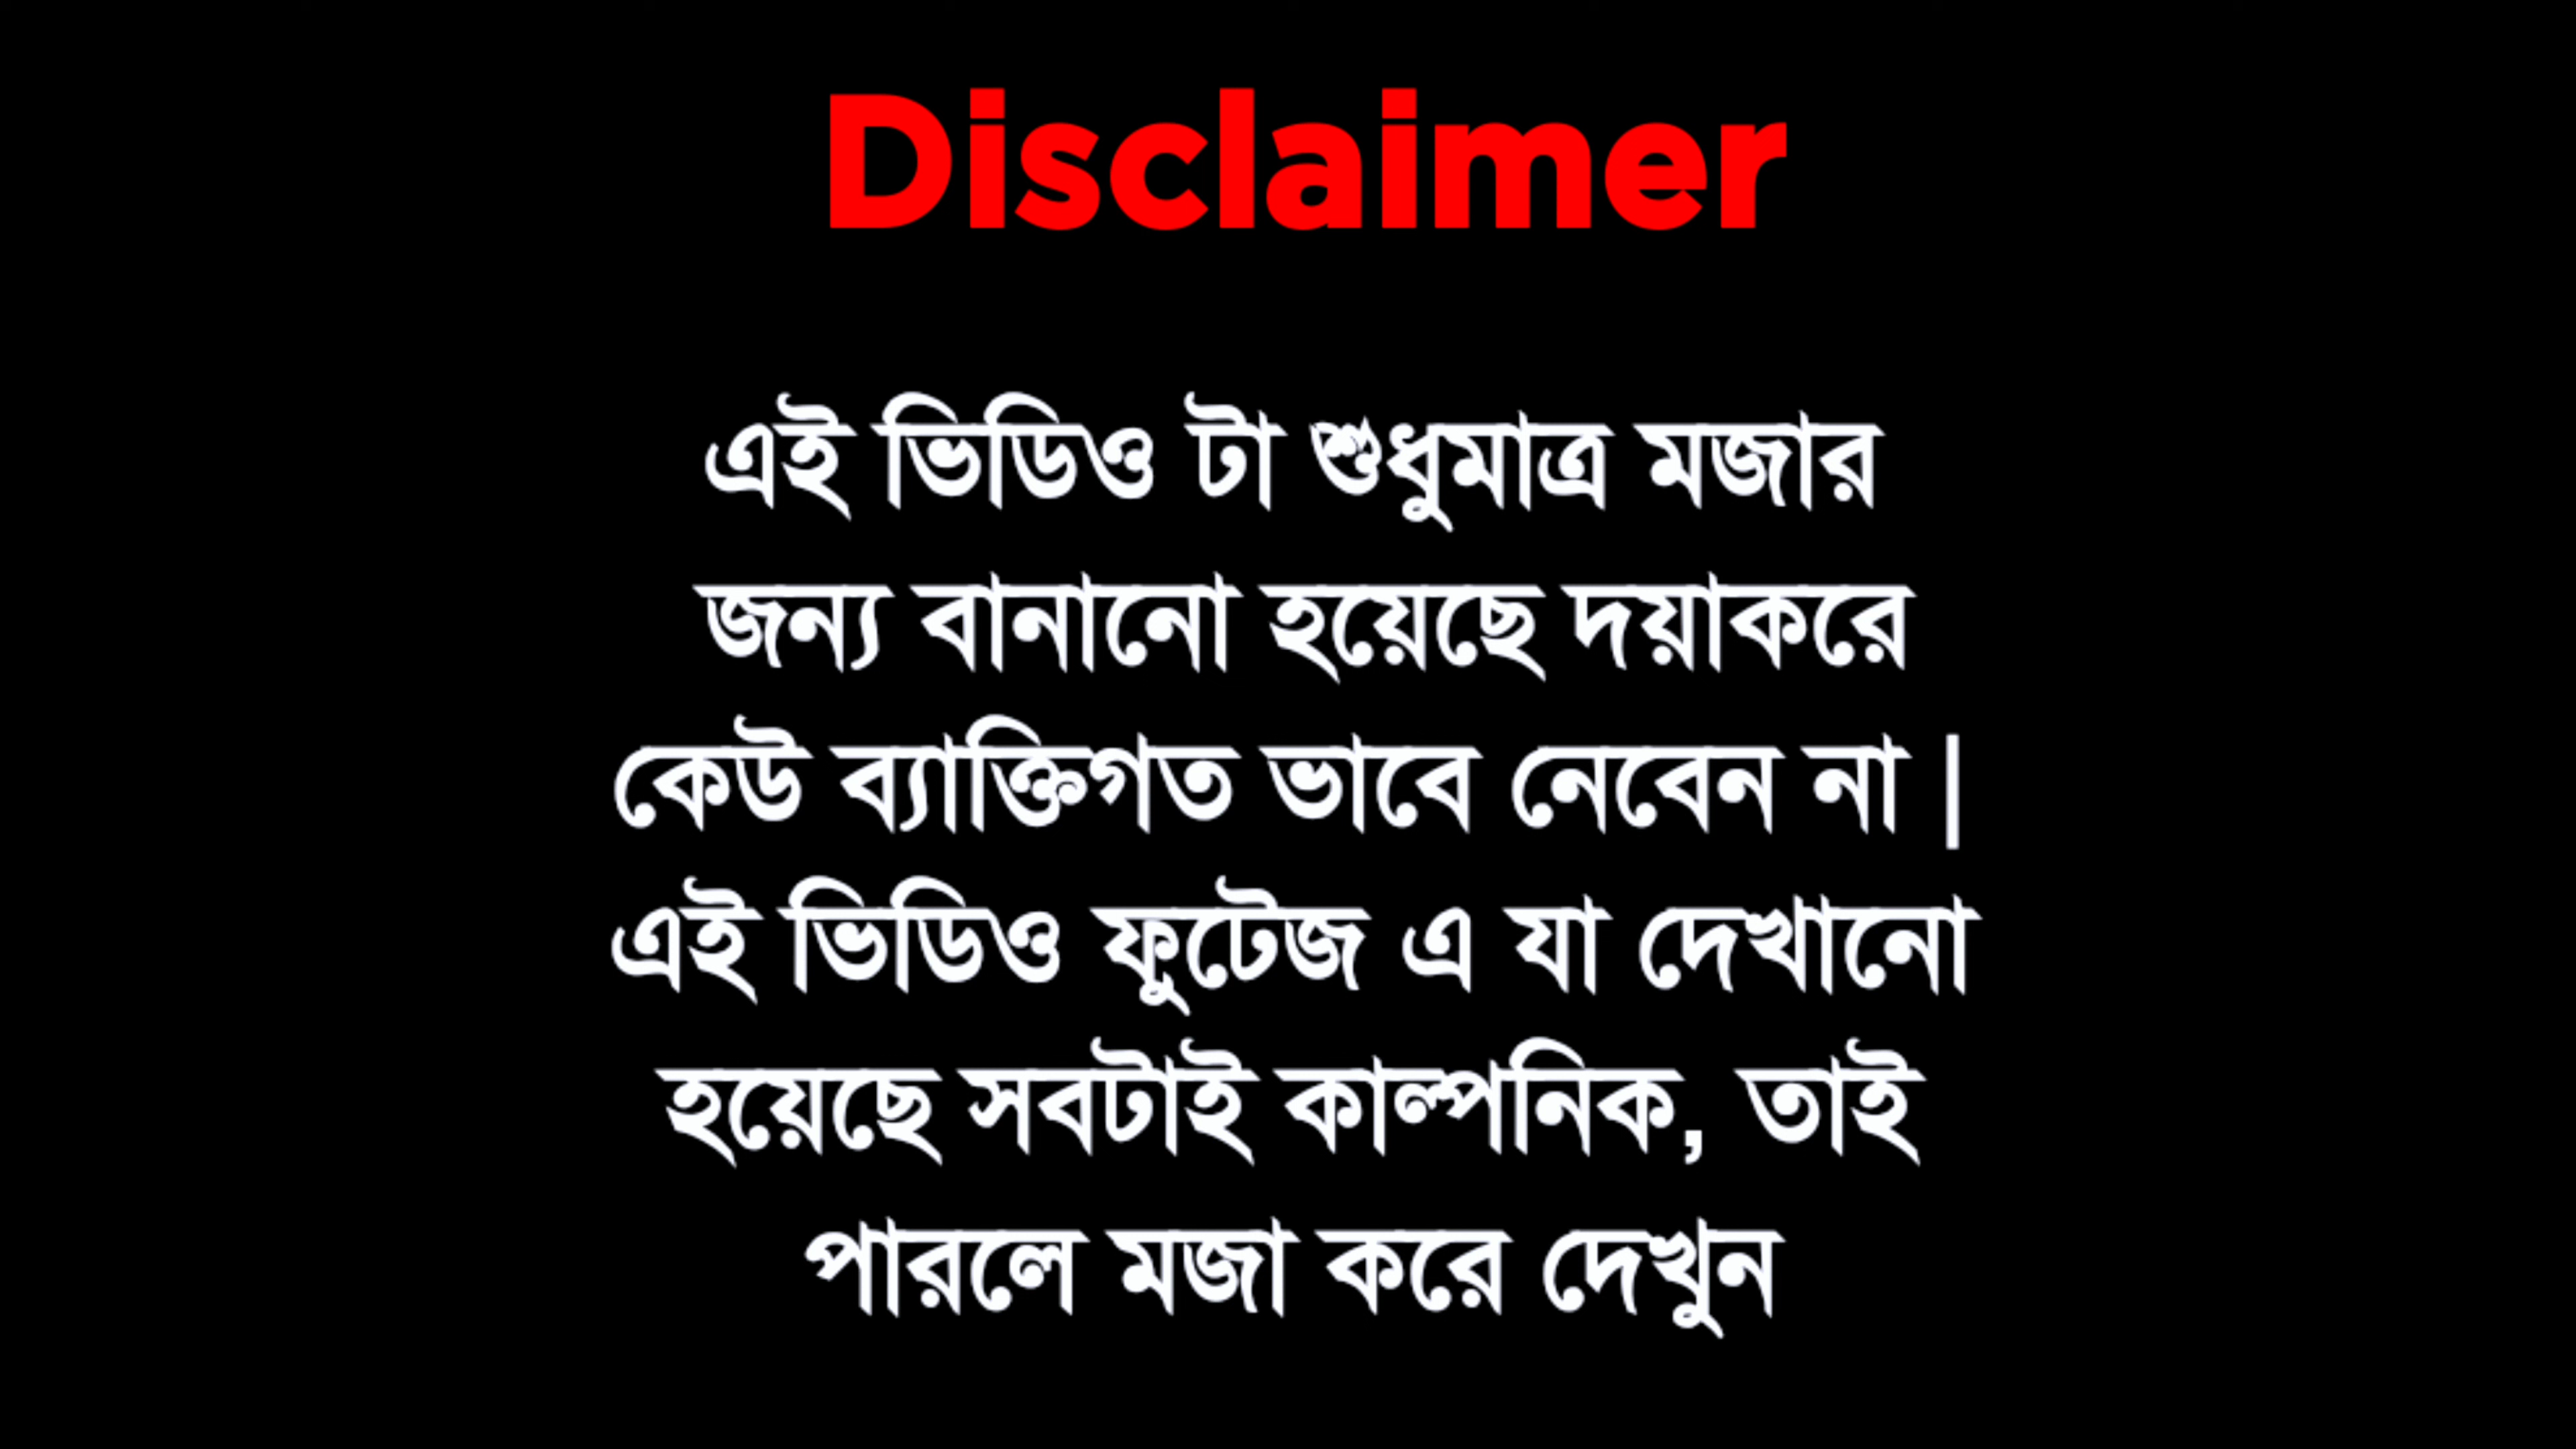 Disclaimer
এই ভিডিও টা শুধুমাত্র মজার
জন্য বানানো হয়েছে দয়াকরে
কেউ ব্যাক্তিগত ভাবে নেবেন না |
এই ভিডিও ফুটেজ এ যা দেখানো
হয়েছে সবটাই কাল্পনিক, তাই
পারলে মজা করে দেখুন